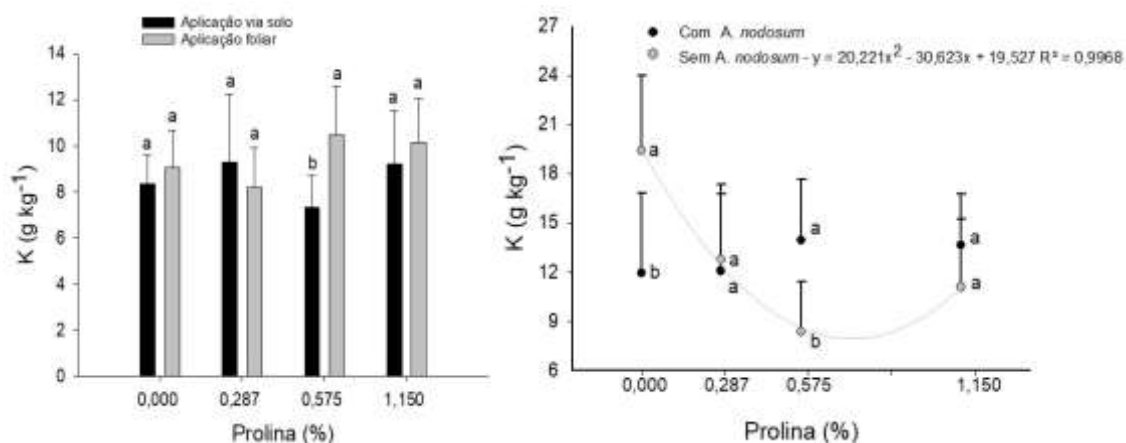 Aplicação via solo
Aplicação foliar
14
12
10
8
6
4
2
0
K (g kg⁻¹)
a
a
a
a
b
a
a
a
0,000
0,287
0,575
1,150
Prolina (%)
Com A. nodosum
Sem A. nodosum - y = 20,221x² - 30,623x + 19,527 R² = 0,9968
27
24
21
18
15
12
9
6
K (g kg⁻¹)
a
b
a
a
a
b
a
a
0,000
0,287
0,575
1,150
Prolina (%)